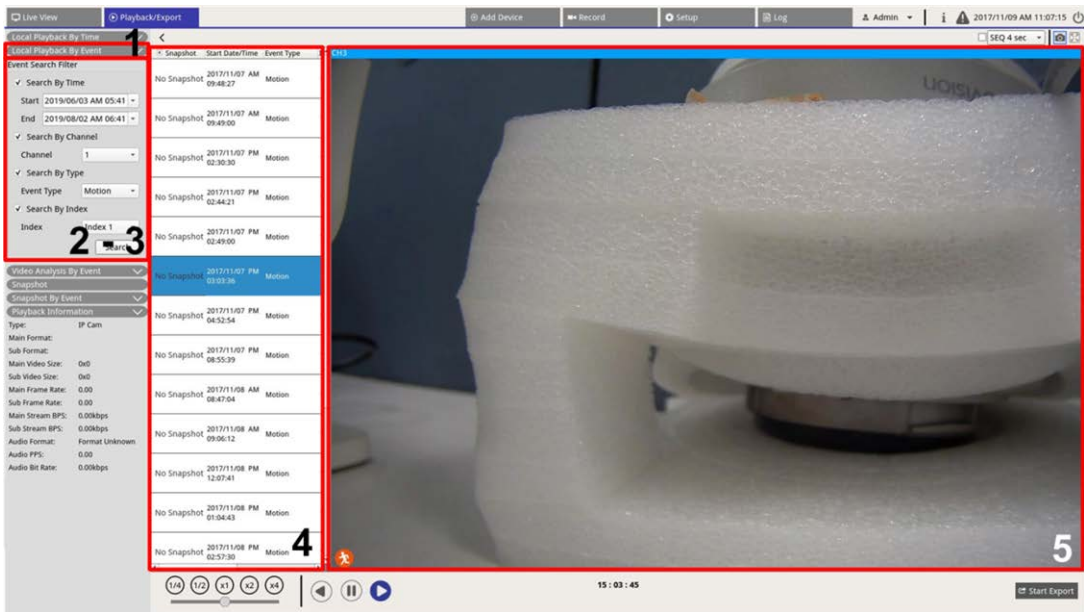 Live View
Playback/Export
Add Device
Record
Setup
Log
Admin
i
2017/11/09 AM 11:07:15
Local Playback By Time
1
<
SEQ 4 sec
Local Playback By Event
Snapshot Start Date/Time Event Type
CH3
Event Search Filter
Search By Time
Start 2019/06/03 AM 05:41
End 2019/08/02 AM 06:41
Search By Channel
Channel 1
Search By Type
Event Type Motion
Search By Index
Index Index 1
2 - 3
Search
Video Analysis By Event
Snapshot
Snapshot By Event
Playback Information
Type: IP Cam
Main Format:
Sub Format:
Main Video Size: 0x0
Sub Video Size: 0x0
Main Frame Rate: 0.00
Sub Frame Rate: 0.00
Main Stream BPS: 0.00kbps
Sub Stream BPS: 0.00kbps
Audio Format: Format Unknown
Audio PPS: 0.00
Audio Bit Rate: 0.00kbps
No Snapshot 2017/11/07 AM 09:48:27 Motion
No Snapshot 2017/11/07 AM 09:49:00 Motion
No Snapshot 2017/11/07 PM 02:30:30 Motion
No Snapshot 2017/11/07 PM 02:44:21 Motion
No Snapshot 2017/11/07 PM 02:49:00 Motion
No Snapshot 2017/11/07 PM 03:03:36 Motion
No Snapshot 2017/11/07 PM 04:52:54 Motion
No Snapshot 2017/11/07 PM 08:55:39 Motion
No Snapshot 2017/11/08 AM 08:47:04 Motion
No Snapshot 2017/11/08 AM 09:06:12 Motion
No Snapshot 2017/11/08 PM 12:07:41 Motion
No Snapshot 2017/11/08 PM 01:04:43 Motion
No Snapshot 2017/11/08 PM 02:57:30 Motion
4
5
1/4 1/2 x1 x2 x4
15 : 03 : 45
Start Export